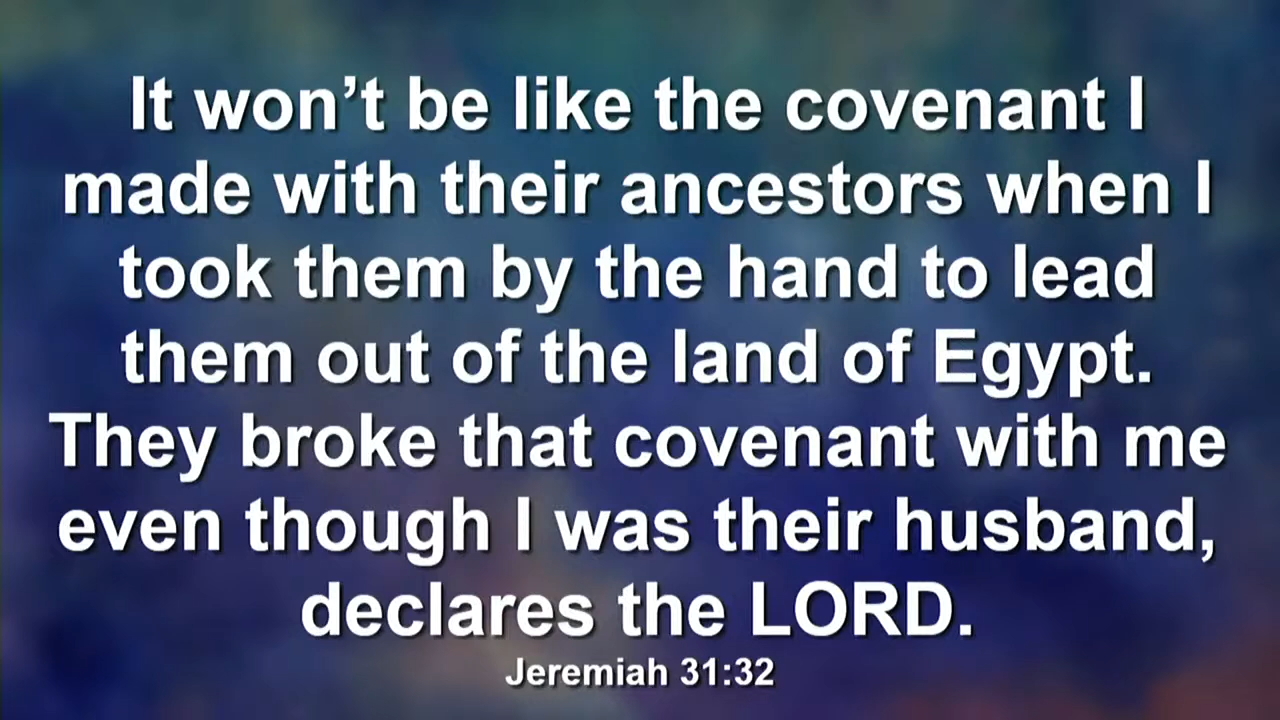 It won’t be like the covenant I
made with their ancestors when I
took them by the hand to lead
them out of the land of Egypt.
They broke that covenant with me
even though I was their husband,
declares the LORD.
Jeremiah 31:32